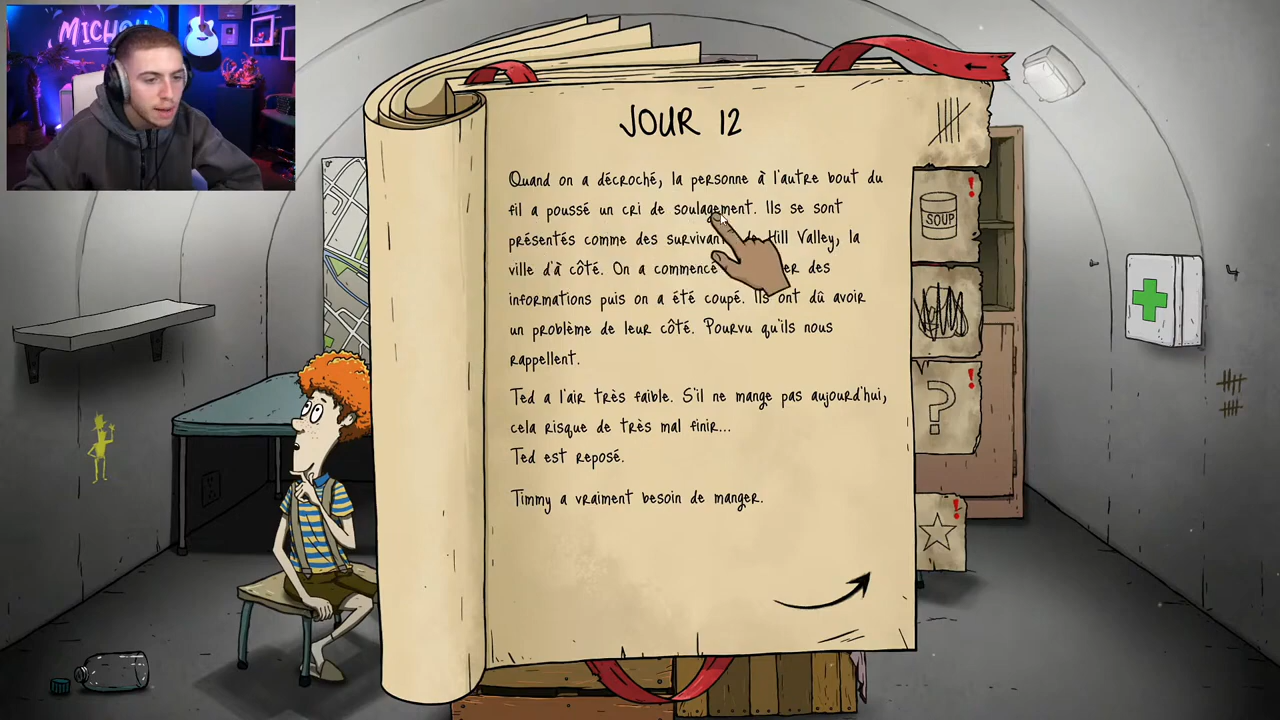 MICHOU
JOUR 12
Quand on a décroché, la personne à l'autre bout du
fil a poussé un cri de soulagement. Ils se sont
présentés comme des survivants de Hill Valley, la
ville d'à côté. On a commencé des
informations puis on a été coupé. Ils ont dû avoir
un problème de leur côté. Pourvu qu'ils nous
rappellent.
Ted a l'air très faible. S'il ne mange pas aujourd'hui,
cela risque de très mal finir...
Ted est reposé.
Timmy a vraiment besoin de manger.
!
SOUP
!
?
!